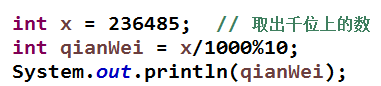 int x = 236485;  // 取出千位上的数
int qianWei = x/1000%10;
System.out.println(qianWei);